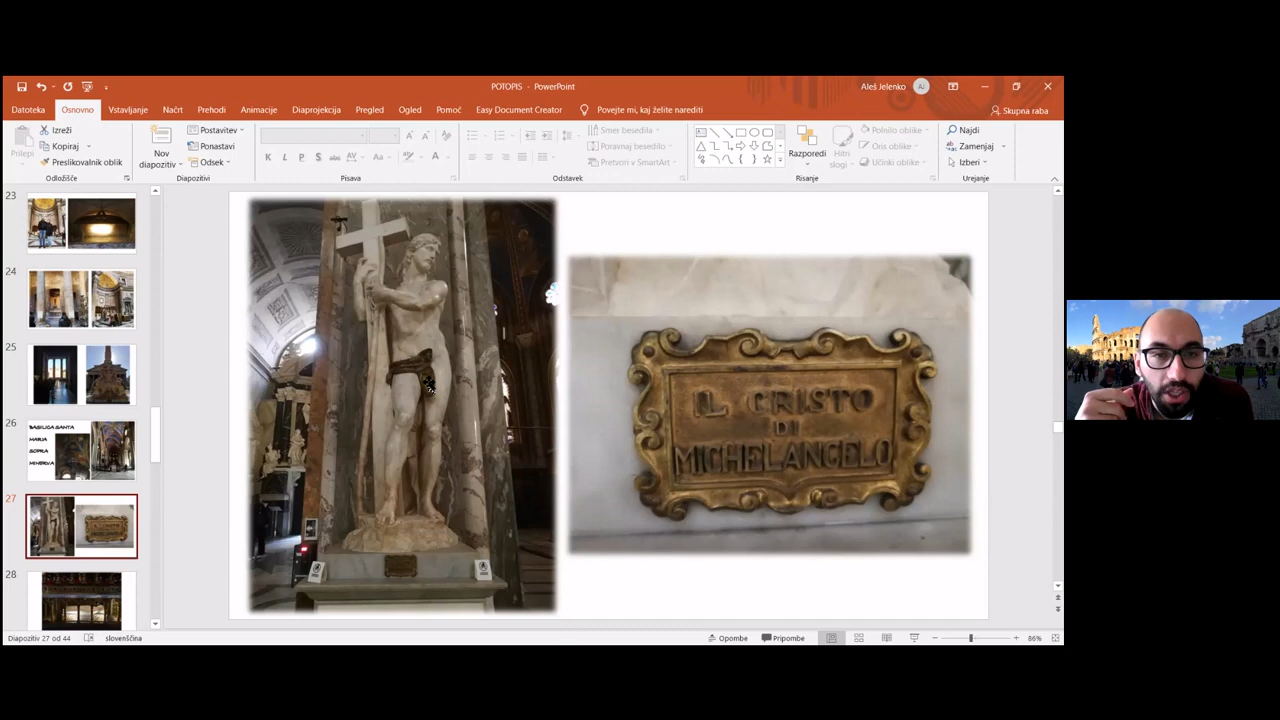 POTOPIS - PowerPoint
Aleš Jelenko
AJ
Datoteka
Osnovno
Vstavljanje
Načrt
Prehodi
Animacije
Diaprojekcija
Pregled
Ogled
Pomoč
Easy Document Creator
Povejte mi, kaj želite narediti
Skupna raba
Prilepi
Izreži
Kopiraj
Preslikovalnik oblik
Odložišče
Nov
diapozitiv
Postavitev
Ponastavi
Odsek
Diapozitivi
K L P S abc AV Aa A
Pisava
Smer besedila
Poravnaj besedilo
Pretvori v SmartArt
Odstavek
Razporedi
Hitri
slogi
Polnilo oblike
Oris oblike
Učinki oblike
Risanje
Najdi
Zamenjaj
Izberi
Urejanje
23
24
25
26
BASILICA SANTA
MARIA
SOPRA
MINERVA
27
28
IL CRISTO
DI
MICHELANGELO
Diapozitiv 27 od 44
slovenščina
Opombe
Pripombe
86%